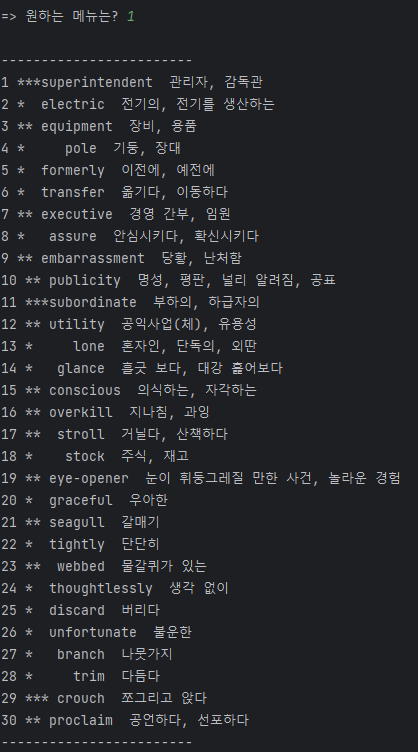 => 원하는 메뉴는? 1
------------------------
1 ***superintendent  관리자, 감독관
2 *  electric  전기의, 전기를 생산하는
3 ** equipment  장비, 용품
4 *     pole  기둥, 장대
5 *  formerly  이전에, 예전에
6 *  transfer  옮기다, 이동하다
7 ** executive  경영 간부, 임원
8 *   assure  안심시키다, 확신시키다
9 ** embarrassment  당황, 난처함
10 ** publicity  명성, 평판, 널리 알려짐, 공표
11 ***subordinate  부하의, 하급자의
12 ** utility  공익사업(체), 유용성
13 *     lone  혼자인, 단독의, 외딴
14 *   glance  흘긋 보다, 대강 훑어보다
15 ** conscious  의식하는, 자각하는
16 ** overkill  지나침, 과잉
17 **  stroll  거닐다, 산책하다
18 *    stock  주식, 재고
19 ** eye-opener  눈이 휘둥그레질 만한 사건, 놀라운 경험
20 *  graceful  우아한
21 ** seagull  갈매기
22 *  tightly  단단히
23 **  webbed  물갈퀴가 있는
24 *  thoughtlessly  생각 없이
25 *  discard  버리다
26 *  unfortunate  불운한
27 *   branch  나뭇가지
28 *     trim  다듬다
29 *** crouch  쪼그리고 앉다
30 ** proclaim  공언하다, 선포하다
------------------------